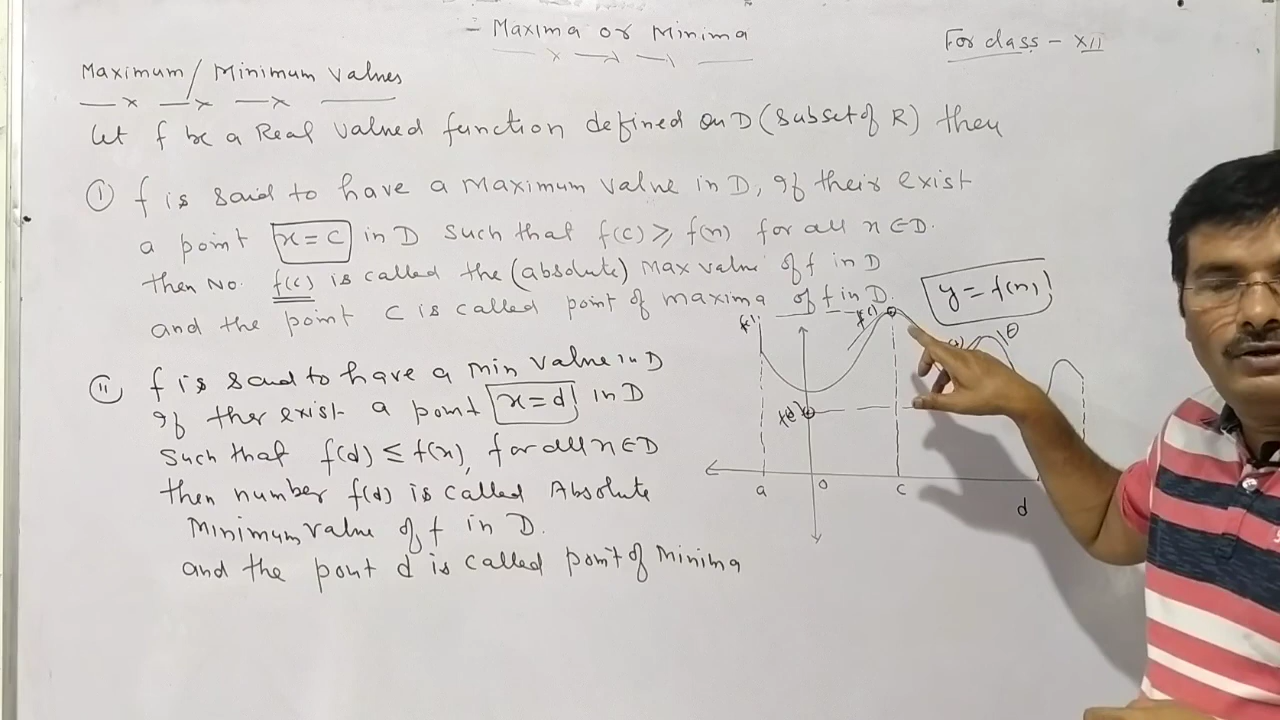 - Maxima or Minima
For class - XII
Maximum/Minimum values
let f be a Real valued function defined on D (subset of R) then
(i) f is said to have a maximum value in D, if their exist
a point x=c in D such that f(c) ≥ f(x) for all x∈D.
then No. f(c) is called the (absolute) max value of f in D
and the point c is called point of maxima of f in D.
(ii) f is said to have a min value in D
if ther exist a point x=d in D
such that f(d) ≤ f(x), for all x∈D
then number f(d) is called Absolute
Minimum value of f in D.
and the point d is called point of minima
y = f(x)
f(c)
a
0
c
d